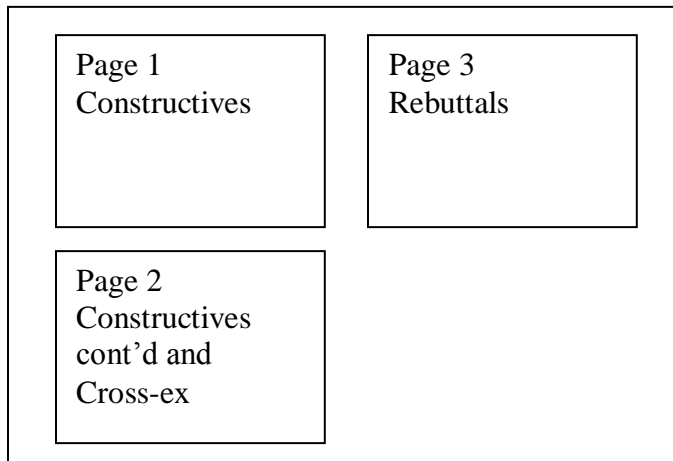 Page 1
Constructives
Page 3
Rebuttals
Page 2
Constructives
cont’d and
Cross-ex